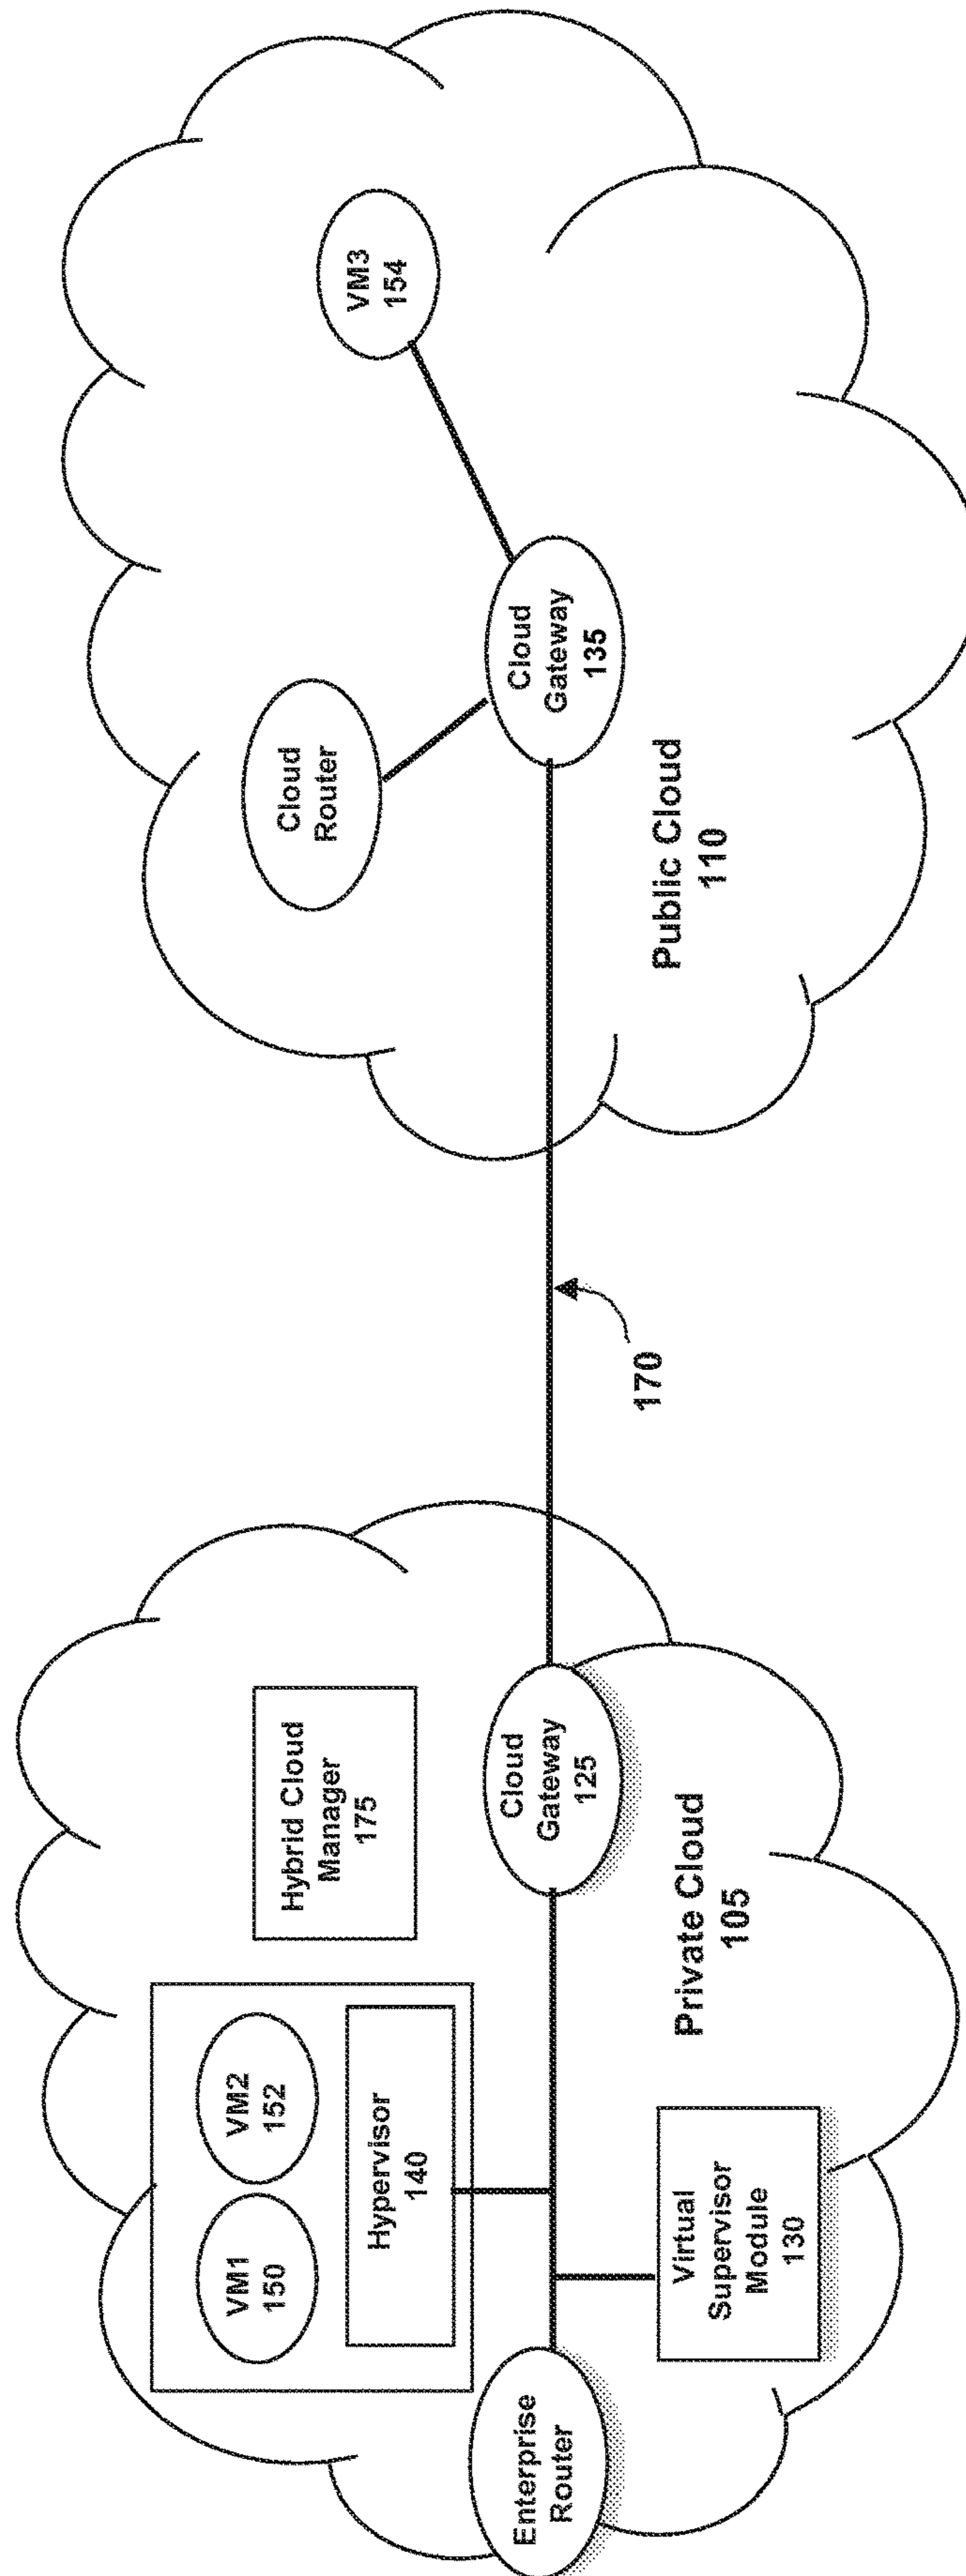 VM1
150
VM2
152
Hypervisor
140
Hybrid Cloud
Manager
175
Enterprise
Router
Cloud
Gateway
125
Virtual
Supervisor
Module
130
Private Cloud
105
170
Cloud
Router
VM3
154
Cloud
Gateway
135
Public Cloud
110